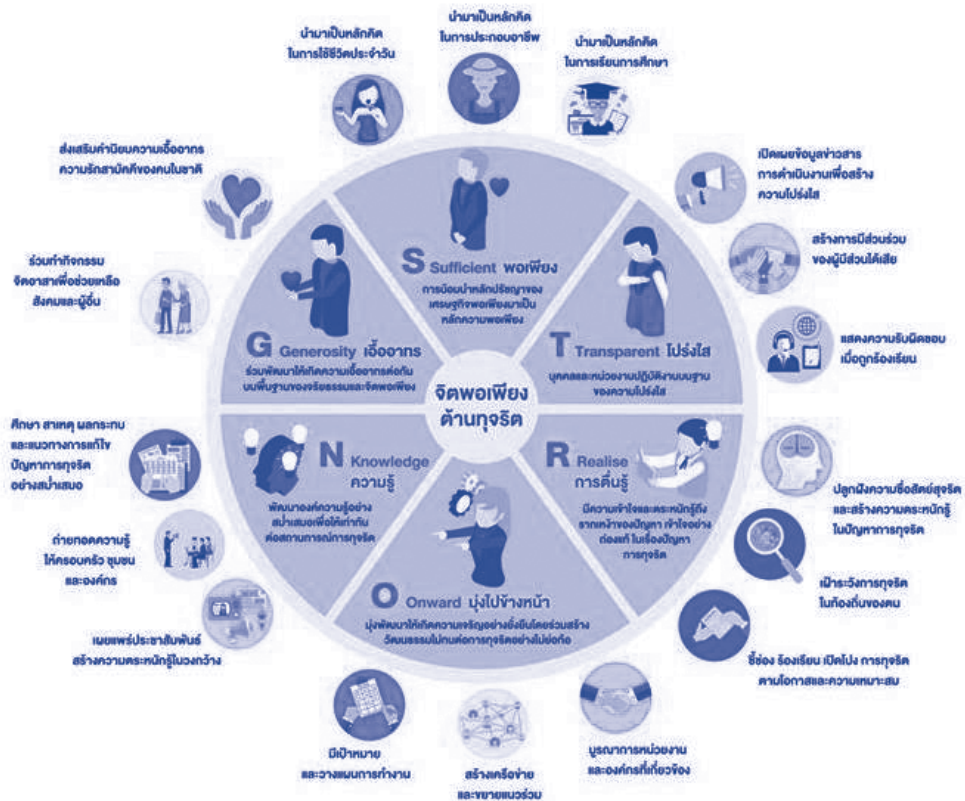 นำมาเป็นหลักคิด
ในการใช้ชีวิตประจำวัน
นำมาเป็นหลักคิด
ในการประกอบอาชีพ
นำมาเป็นหลักคิด
ในการเรียนการศึกษา
ส่งเสริมค่านิยมความเอื้ออาทร
ความรักสามัคคีของคนในชาติ
ร่วมทำกิจกรรม
จิตอาสาเพื่อช่วยเหลือ
สังคมและผู้อื่น
เปิดเผยข้อมูลข่าวสาร
การดำเนินงานเพื่อสร้าง
ความโปร่งใส
สร้างการมีส่วนร่วม
ของผู้มีส่วนได้เสีย
แสดงความรับผิดชอบ
เมื่อถูกร้องเรียน
S Sufficient พอเพียง
การน้อมนำหลักปรัชญาของ
เศรษฐกิจพอเพียงมาเป็น
หลักความพอเพียง
G Generosity เอื้ออาทร
ร่วมพัฒนาให้เกิดความเอื้ออาทรต่อกัน
บนพื้นฐานของจริยธรรมและจิตพอเพียง
T Transparent โปร่งใส
บุคคลและหน่วยงานปฏิบัติงานบนฐาน
ของความโปร่งใส
จิตพอเพียง
ต้านทุจริต
N Knowledge
ความรู้
พัฒนาองค์ความรู้อย่าง
สม่ำเสมอเพื่อให้เท่าทัน
ต่อสถานการณ์การทุจริต
R Realise
การตื่นรู้
มีความเข้าใจและตระหนักรู้ถึง
รากเหง้าของปัญหา เข้าใจอย่าง
ถ่องแท้ ในเรื่องปัญหา
การทุจริต
O Onward มุ่งไปข้างหน้า
มุ่งพัฒนาให้เกิดความเจริญอย่างยั่งยืนโดยร่วมสร้าง
วัฒนธรรมไม่ทนต่อการทุจริตอย่างไม่ย่อท้อ
ศึกษา สาเหตุ ผลกระทบ
และแนวทางการแก้ไข
ปัญหาการทุจริต
อย่างสม่ำเสมอ
ถ่ายทอดความรู้
ให้ครอบครัว ชุมชน
และองค์กร
เผยแพร่ประชาสัมพันธ์
สร้างความตระหนักรู้ในวงกว้าง
ปลูกฝังความซื่อสัตย์สุจริต
และสร้างความตระหนักรู้
ในปัญหาการทุจริต
เฝ้าระวังการทุจริต
ในท้องถิ่นของตน
ชี้ช่อง ร้องเรียน เปิดโปง การทุจริต
ตามโอกาสและความเหมาะสม
มีเป้าหมาย
และวางแผนการทำงาน
สร้างเครือข่าย
และขยายแนวร่วม
บูรณาการหน่วยงาน
และองค์กรที่เกี่ยวข้อง